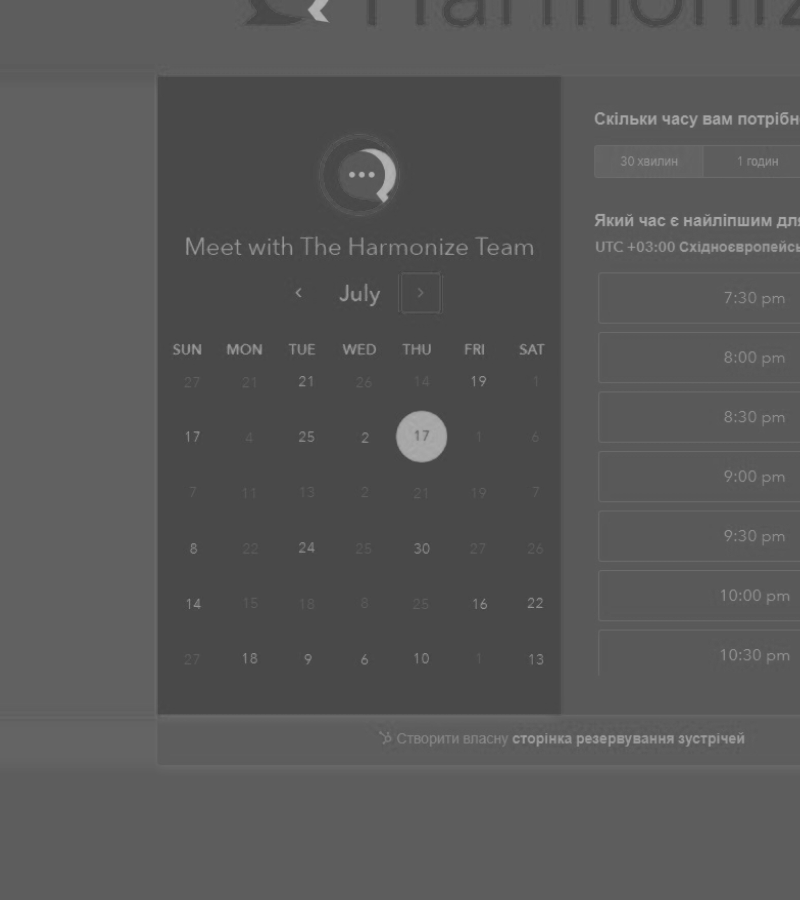 Harmoniz
Meet with The Harmonize Team
July
SUN MON TUE WED THU FRI SAT
27 21 21 26 14 19 1
17 4 25 2 17 1 6
7 11 13 2 21 19 7
8 22 24 25 30 27 26
14 15 18 8 25 16 22
27 18 9 6 10 1 13
Скільки часу вам потрібн
30 хвилин 1 годин
Який час є найліпшим дл
UTC +03:00 Східноєвропейсь
7:30 pm
8:00 pm
8:30 pm
9:00 pm
9:30 pm
10:00 pm
10:30 pm
Створити власну сторінка резервування зустрічей